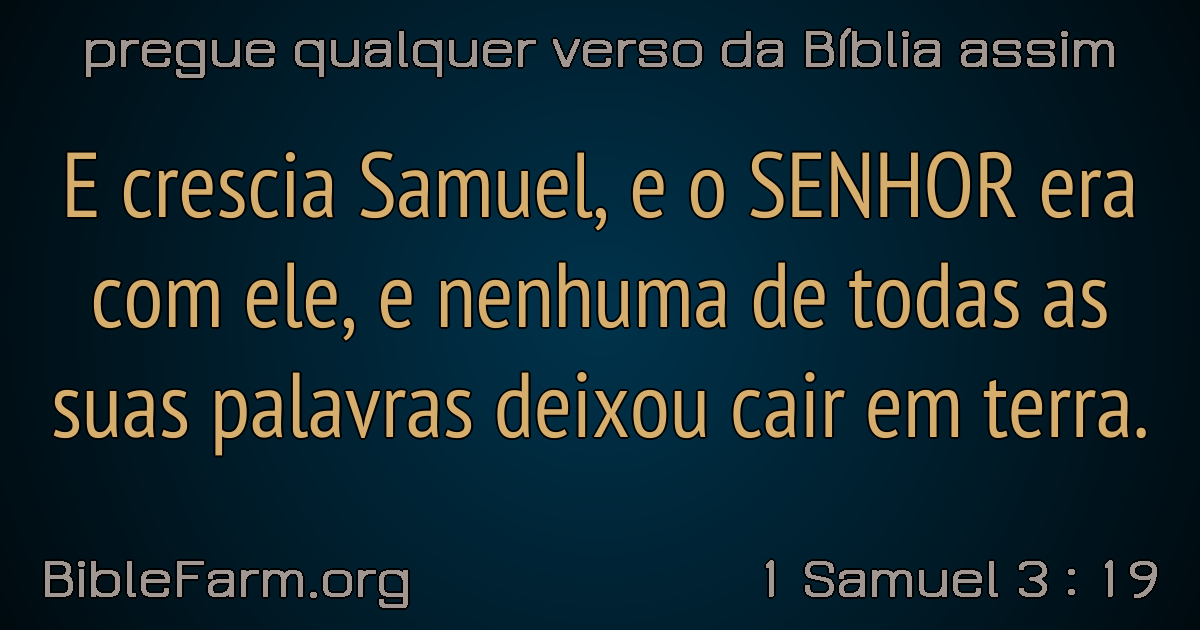 pregue qualquer verso da Bíblia assim
E crescia Samuel, e o SENHOR era
com ele, e nenhuma de todas as
suas palavras deixou cair em terra.
BibleFarm.org
1 Samuel 3 : 19